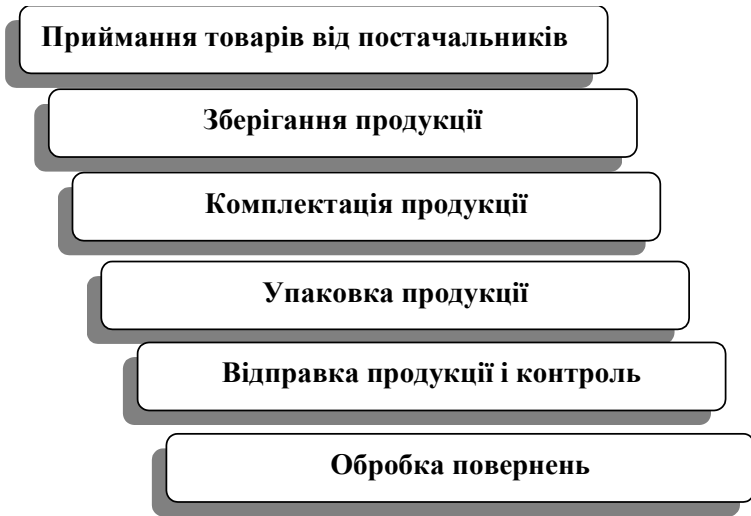 Приймання товарів від постачальників
Зберігання продукції
Комплектація продукції
Упаковка продукції
Відправка продукції і контроль
Обробка повернень